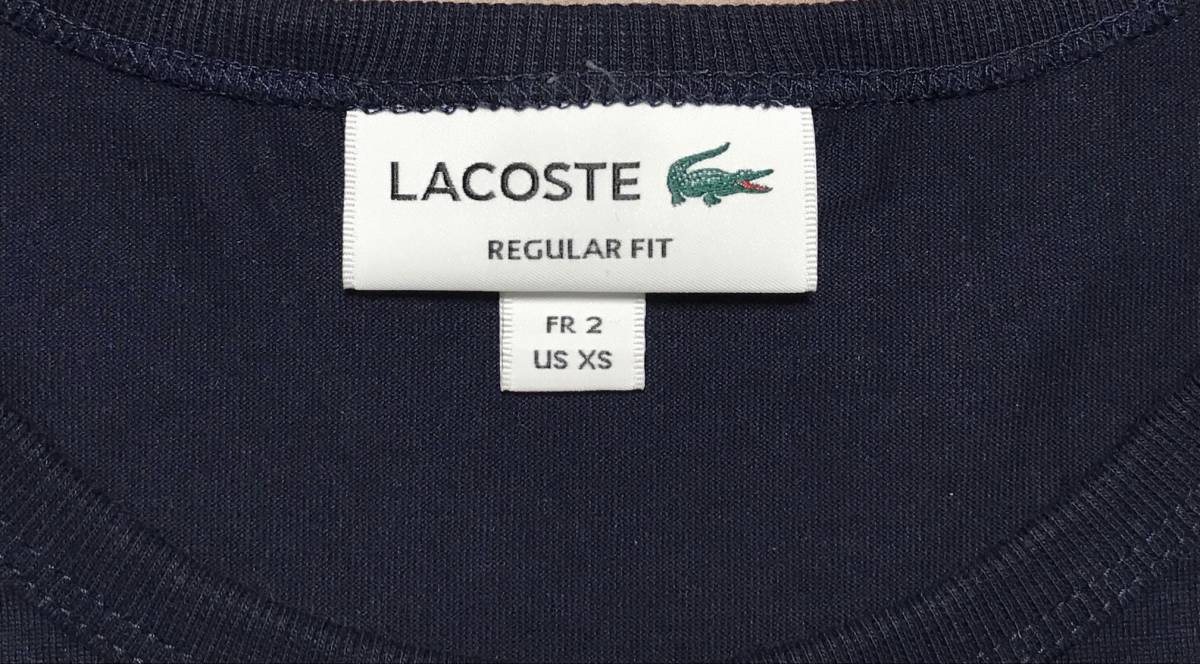 LACOSTE
REGULAR FIT
FR 2
US XS